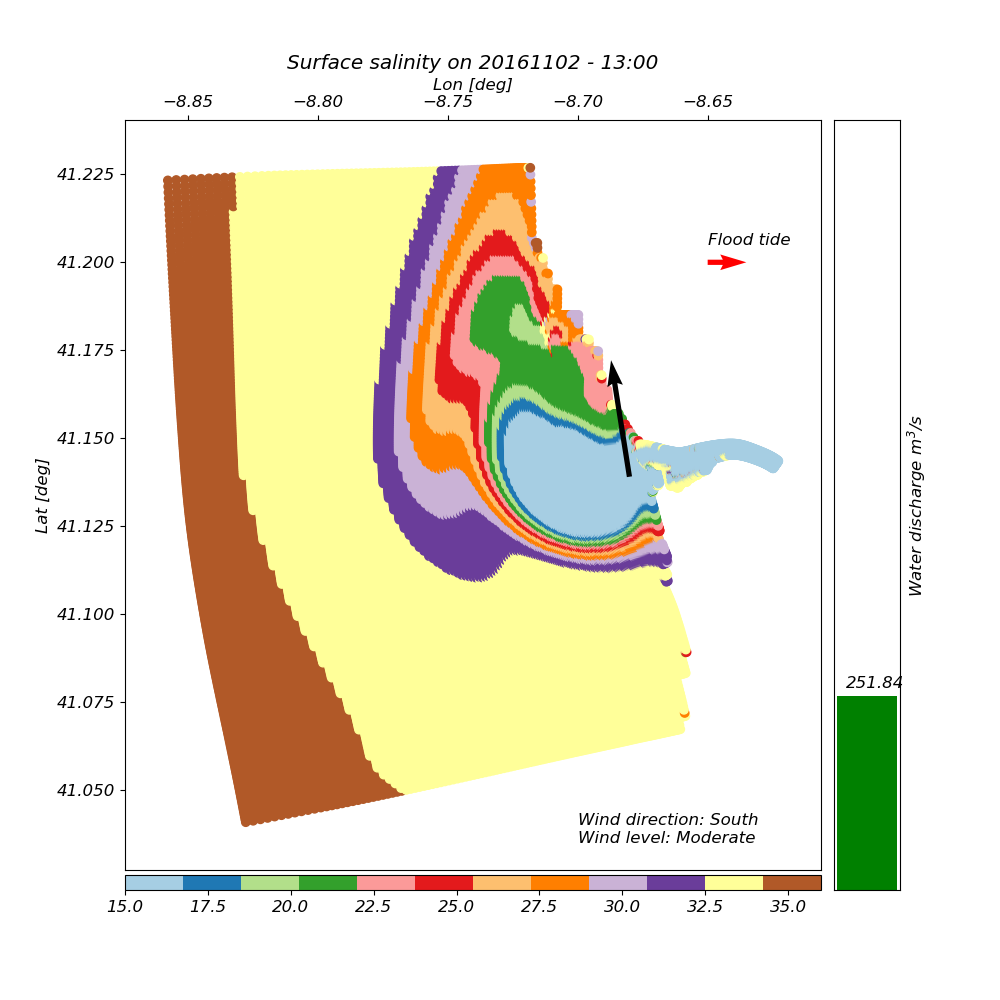 Surface salinity on 20161102 - 13:00
Lon [deg]
−8.85 −8.80 −8.75 −8.70 −8.65
41.225
41.200
41.175
41.150
41.125
41.100
41.075
41.050
Lat [deg]
Flood tide
Wind direction: South
Wind level: Moderate
251.84
Water discharge m³/s
15.0 17.5 20.0 22.5 25.0 27.5 30.0 32.5 35.0